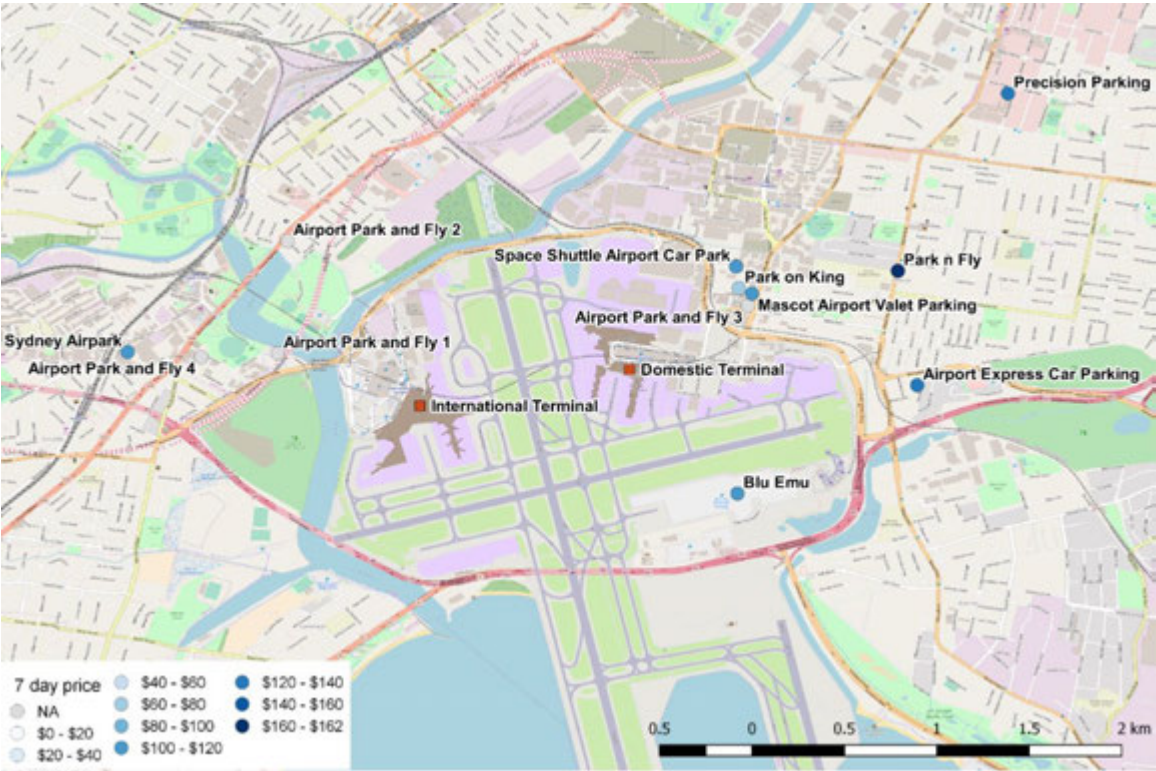 Precision Parking
Airport Park and Fly 2
Space Shuttle Airport Car Park
Park n Fly
Park on King
Mascot Airport Valet Parking
Airport Park and Fly 3
Sydney Airpark
Airport Park and Fly 1
Airport Park and Fly 4
Domestic Terminal
Airport Express Car Parking
International Terminal
Blu Emu
7 day price
NA
$0 - $20
$20 - $40
$40 - $60
$60 - $80
$80 - $100
$100 - $120
$120 - $140
$140 - $160
$160 - $162
0.5 0 0.5 1 1.5 2 km